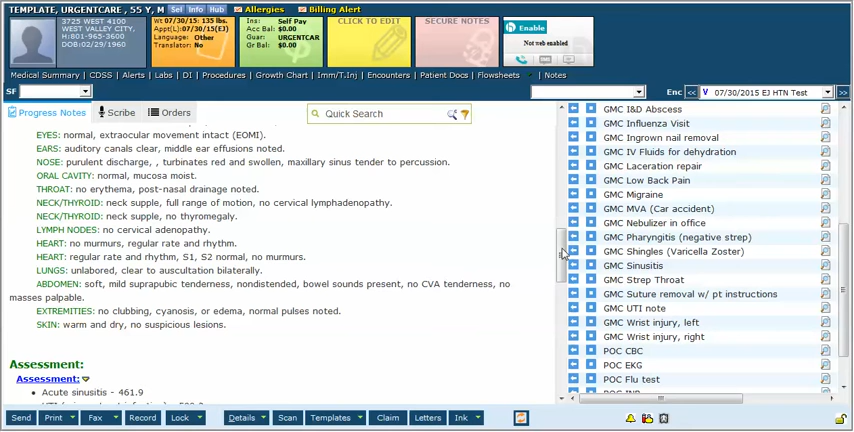 TEMPLATE, URGENTCARE , 55 Y, M Sel Info Hub Allergies Billing Alert
3725 WEST 4100
WEST VALLEY CITY,
H:801-965-3600
DOB:02/29/1960
Wt 07/30/15: 135 lbs.
Appt(L):07/30/15(EJ)
Language: Other
Translator: No
Ins: Self Pay
Acc Bal: $0.00
Guar: URGENTCAR
Gr Bal: $0.00
CLICK TO EDIT
SECURE NOTES
h Enable
Not web enabled
Medical Summary | CDSS | Alerts | Labs | DI | Procedures | Growth Chart | Imm/T.Inj | Encounters | Patient Docs | Flowsheets | Notes
SF Enc << V 07/30/2015 EJ HTN Test >>
Progress Notes Scribe Orders Quick Search
EYES: normal, extraocular movement intact (EOMI).
EARS: auditory canals clear, middle ear effusions noted.
NOSE: purulent discharge, , turbinates red and swollen, maxillary sinus tender to percussion.
ORAL CAVITY: normal, mucosa moist.
THROAT: no erythema, post-nasal drainage noted.
NECK/THYROID: neck supple, full range of motion, no cervical lymphadenopathy.
NECK/THYROID: neck supple, no thyromegaly.
LYMPH NODES: no cervical adenopathy.
HEART: no murmurs, regular rate and rhythm.
HEART: regular rate and rhythm, S1, S2 normal, no murmurs.
LUNGS: unlabored, clear to auscultation bilaterally.
ABDOMEN: soft, mild suprapubic tenderness, nondistended, bowel sounds present, no CVA tenderness, no
masses palpable.
EXTREMITIES: no clubbing, cyanosis, or edema, normal pulses noted.
SKIN: warm and dry, no suspicious lesions.
Assessment:
Assessment:
• Acute sinusitis - 461.9
GMC I&D Abscess
GMC Influenza Visit
GMC Ingrown nail removal
GMC IV Fluids for dehydration
GMC Laceration repair
GMC Low Back Pain
GMC Migraine
GMC MVA (Car accident)
GMC Nebulizer in office
GMC Pharyngitis (negative strep)
GMC Shingles (Varicella Zoster)
GMC Sinusitis
GMC Strep Throat
GMC Suture removal w/ pt instructions
GMC UTI note
GMC Wrist injury, left
GMC Wrist injury, right
POC CBC
POC EKG
POC Flu test
Send Print Fax Record Lock Details Scan Templates Claim Letters Ink